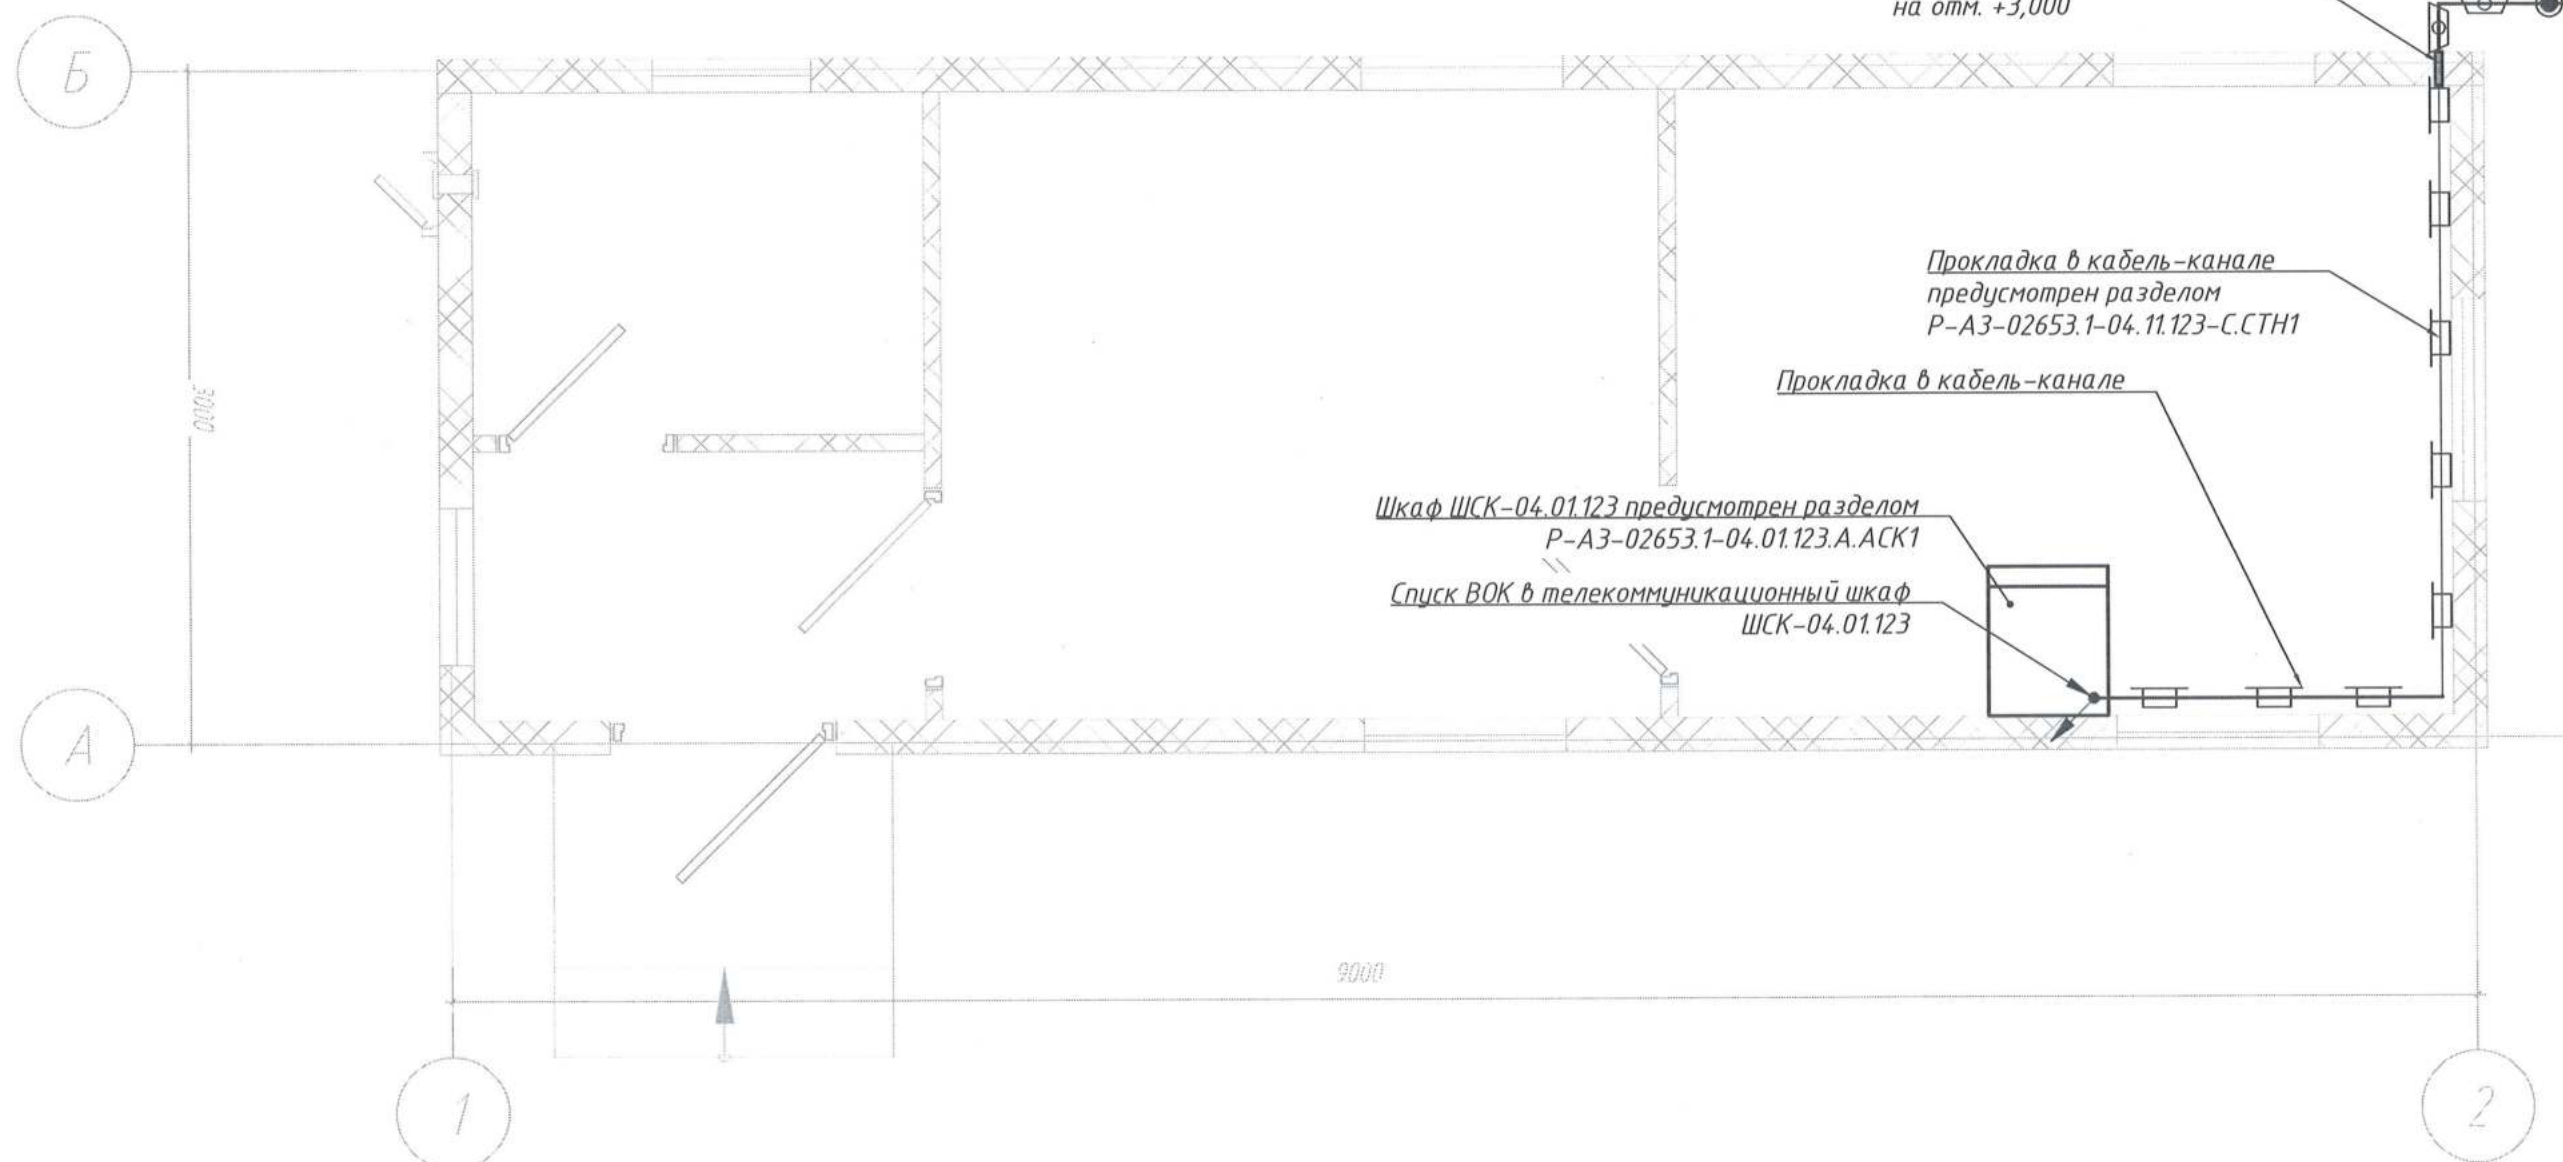 на отм. +3,000
Б
3000
Прокладка в кабель-канале
предусмотрен разделом
Р-АЗ-02653.1-04.11.123-С.СТН1
Прокладка в кабель-канале
Шкаф ШСК-04.01.123 предусмотрен разделом
Р-АЗ-02653.1-04.01.123.А.АСК1
Спуск ВОК в телекоммуникационный шкаф
ШСК-04.01.123
А
9000
1
2